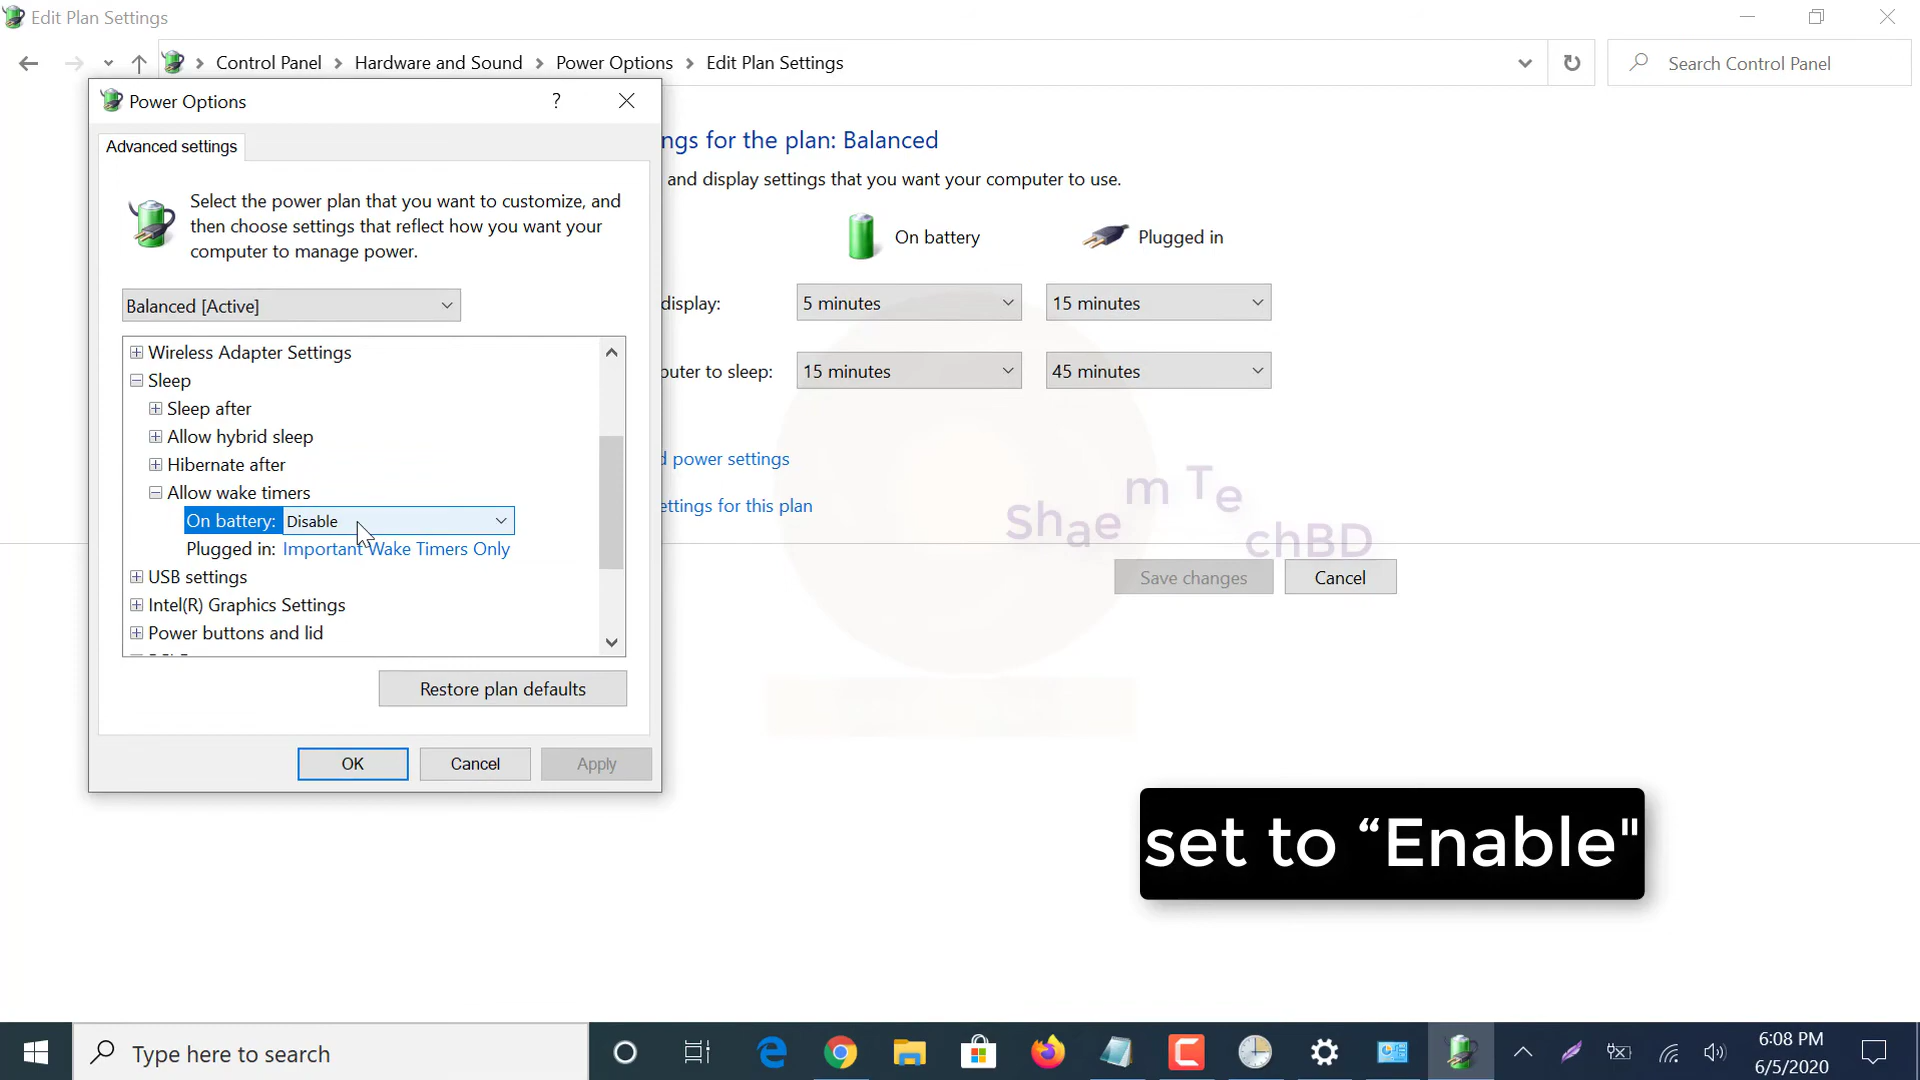 Edit Plan Settings
Control Panel > Hardware and Sound > Power Options > Edit Plan Settings
Search Control Panel
Power Options
?
Advanced settings
Select the power plan that you want to customize, and
then choose settings that reflect how you want your
computer to manage power.
Balanced [Active]
Wireless Adapter Settings
Sleep
Sleep after
Allow hybrid sleep
Hibernate after
Allow wake timers
On battery: Disable
Plugged in: Important Wake Timers Only
USB settings
Intel(R) Graphics Settings
Power buttons and lid
Restore plan defaults
OK
Cancel
Apply
ngs for the plan: Balanced
and display settings that you want your computer to use.
On battery
Plugged in
display:
5 minutes
15 minutes
puter to sleep:
15 minutes
45 minutes
d power settings
ettings for this plan
Shaem TechBD
Save changes
Cancel
set to “Enable"
Type here to search
6:08 PM
6/5/2020